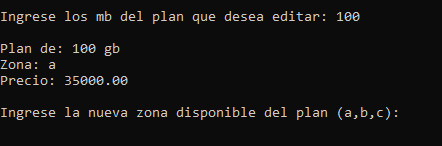 Ingrese los mb del plan que desea editar: 100
Plan de: 100 gb
Zona: a
Precio: 35000.00
Ingrese la nueva zona disponible del plan (a,b,c):